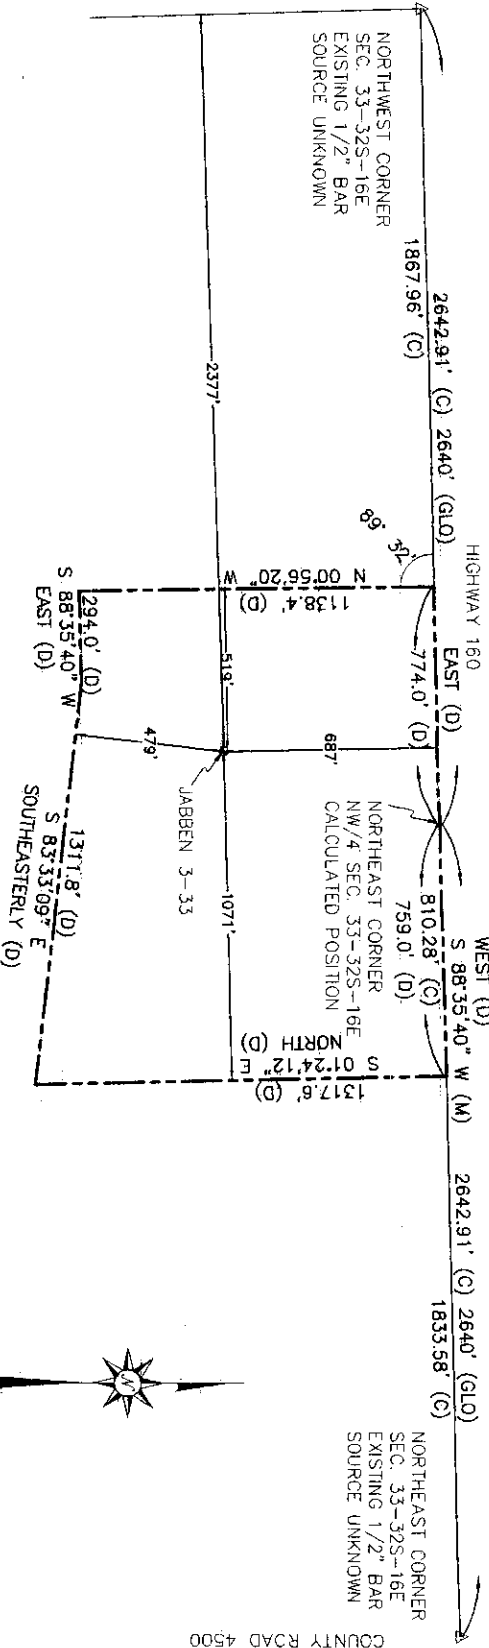 NORTHWEST CORNER
SEC. 33-32S-16E
EXISTING 1/2" BAR
SOURCE UNKNOWN
2642.91' (C) 2640' (GLO)
1867.96' (C)
HIGHWAY 160
89° 32'
EAST (D)
774.0' (D)
WEST (D)
S 88°35'40" W (M)
810.28' (C)
759.0' (D)
NORTHEAST CORNER
NW/4 SEC. 33-32S-16E
CALCULATED POSITION
2642.91' (C) 2640' (GLO)
1833.58' (C)
NORTHEAST CORNER
SEC. 33-32S-16E
EXISTING 1/2" BAR
SOURCE UNKNOWN
COUNTY ROAD 4500
N 00°56'20" W
1138.4' (D)
2377'
519'
687'
1071'
479'
JABBEN 3-33
NORTH (D)
S 01°24'12" E
1317.6' (D)
294.0' (D)
S 88°35'40" W
EAST (D)
1311.8' (D)
S 83°33'09" E
SOUTHEASTERLY (D)
N